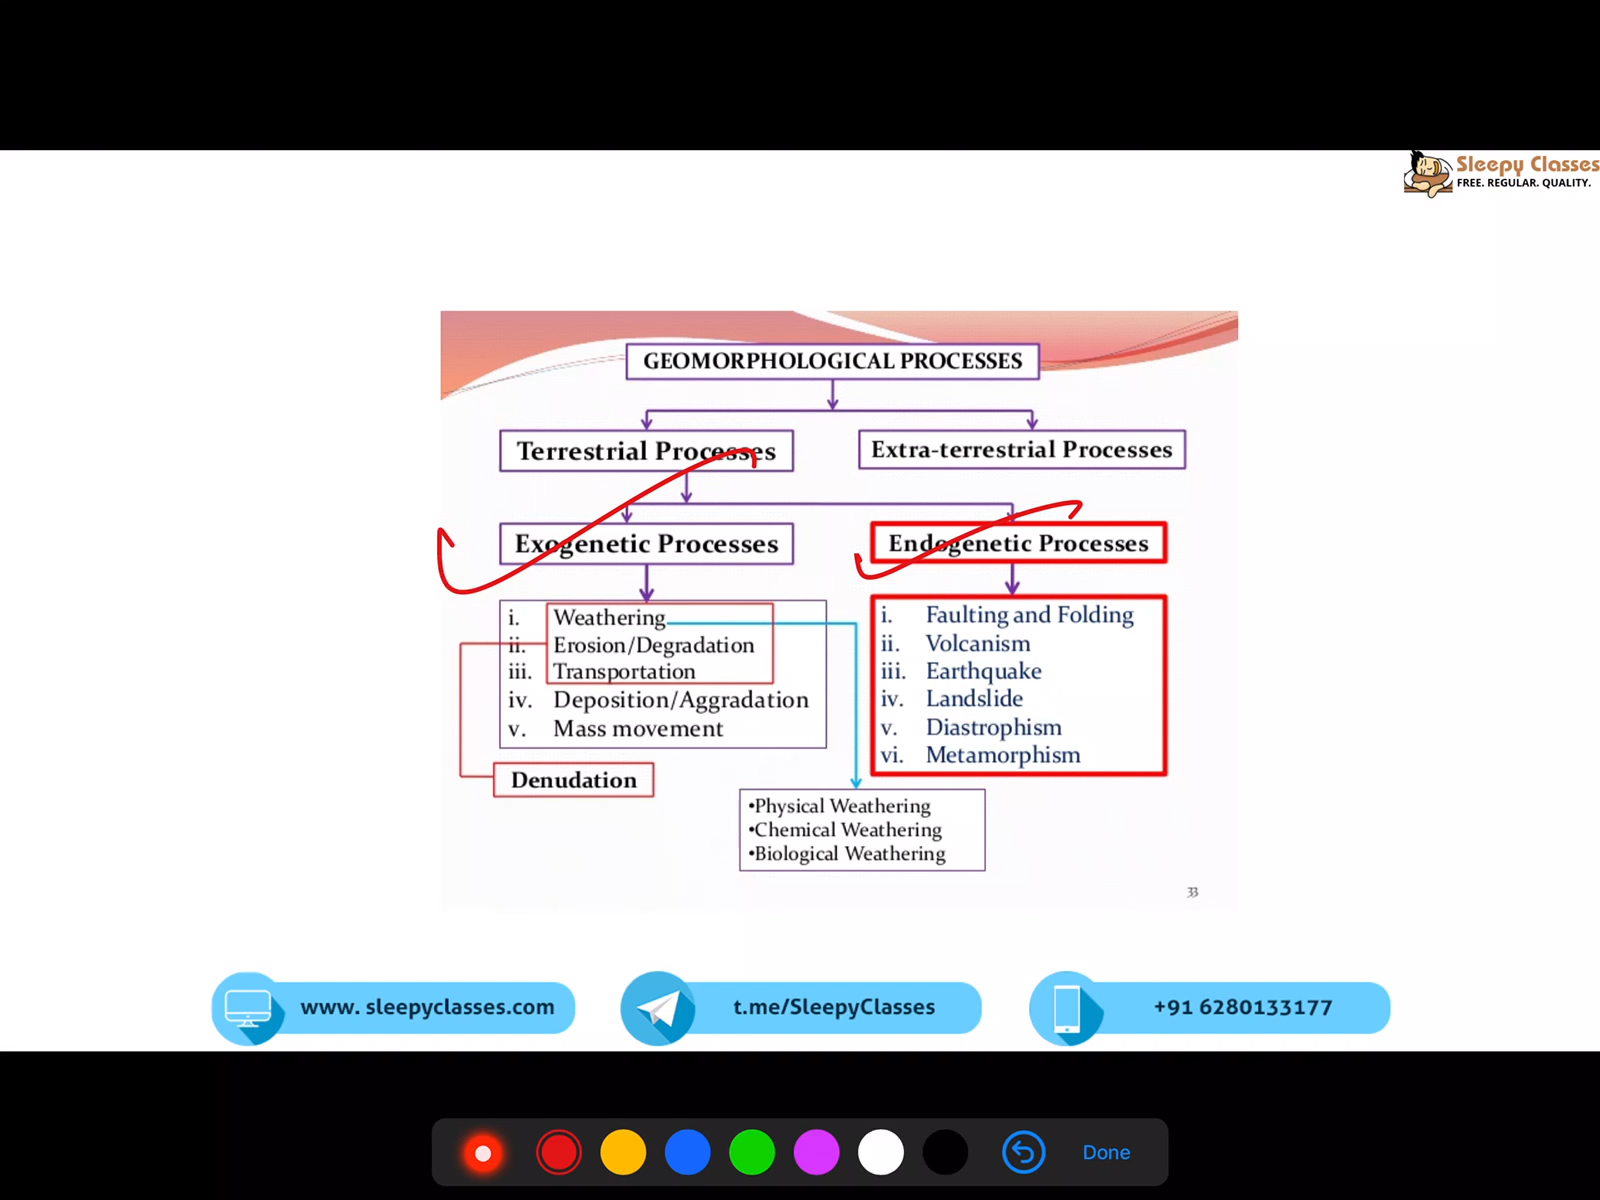 Sleepy Classes
FREE. REGULAR. QUALITY.
GEOMORPHOLOGICAL PROCESSES
Terrestrial Processes
Extra-terrestrial Processes
Exogenetic Processes
Endogenetic Processes
i. Weathering
ii. Erosion/Degradation
iii. Transportation
iv. Deposition/Aggradation
v. Mass movement
i. Faulting and Folding
ii. Volcanism
iii. Earthquake
iv. Landslide
v. Diastrophism
vi. Metamorphism
Denudation
•Physical Weathering
•Chemical Weathering
•Biological Weathering
33
www. sleepyclasses.com
t.me/SleepyClasses
+91 6280133177
Done